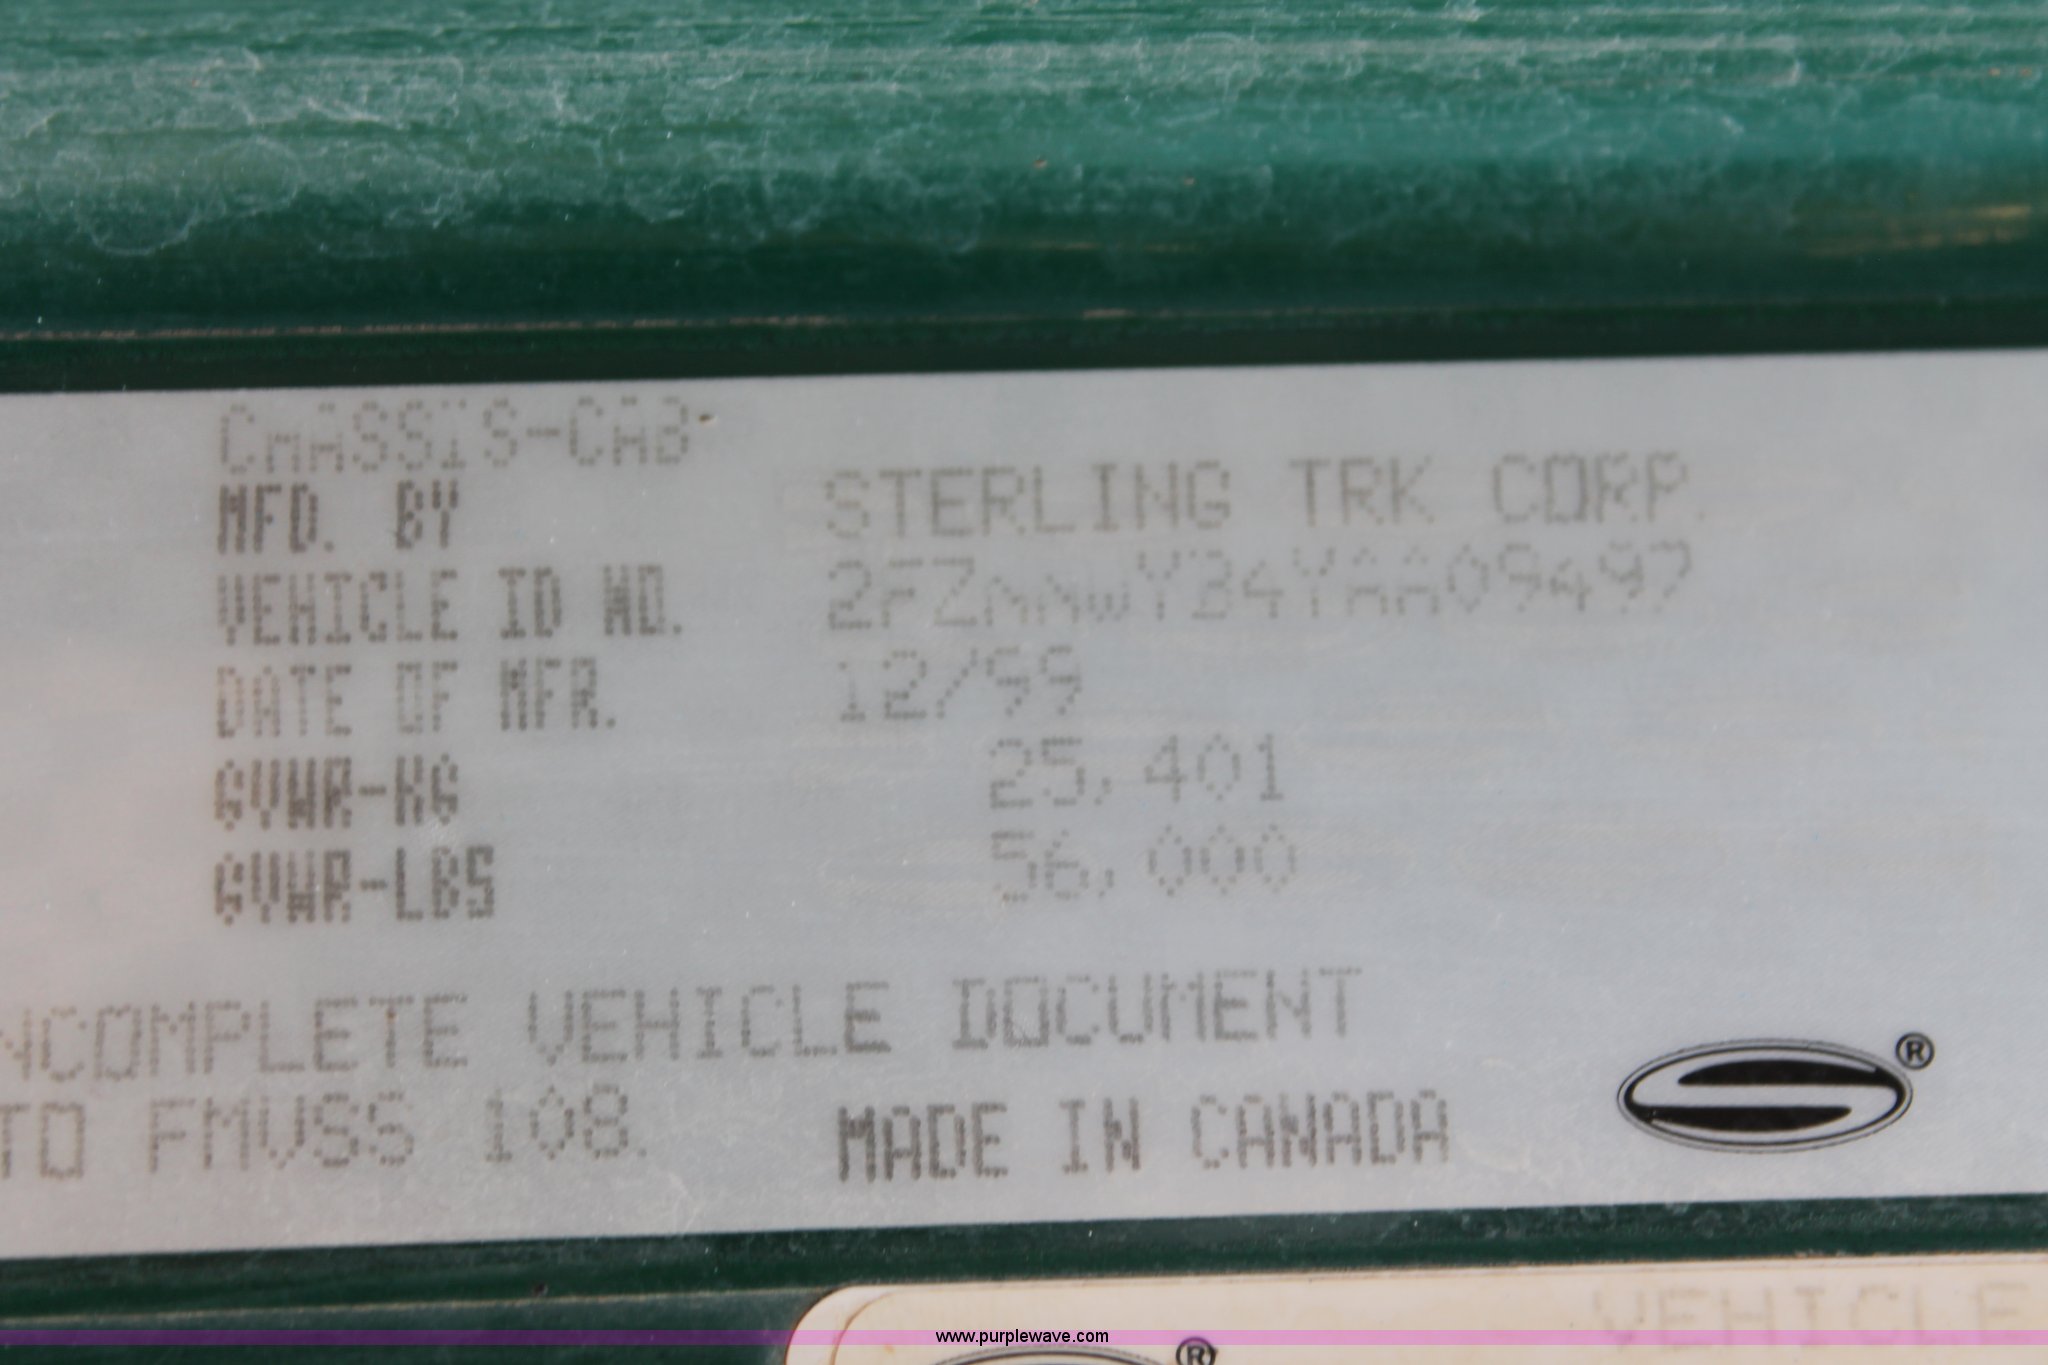 CHASSIS-CAB
MFD. BY STERLING TRK CORP.
VEHICLE ID NO. 2FZNNWYB4YAA09497
DATE OF MFR. 12/99
GVWR-KG 25,401
GVWR-LBS 56,000
NCOMPLETE VEHICLE DOCUMENT
TO FMVSS 108. MADE IN CANADA
®
VEHICLE
www.purplewave.com
®